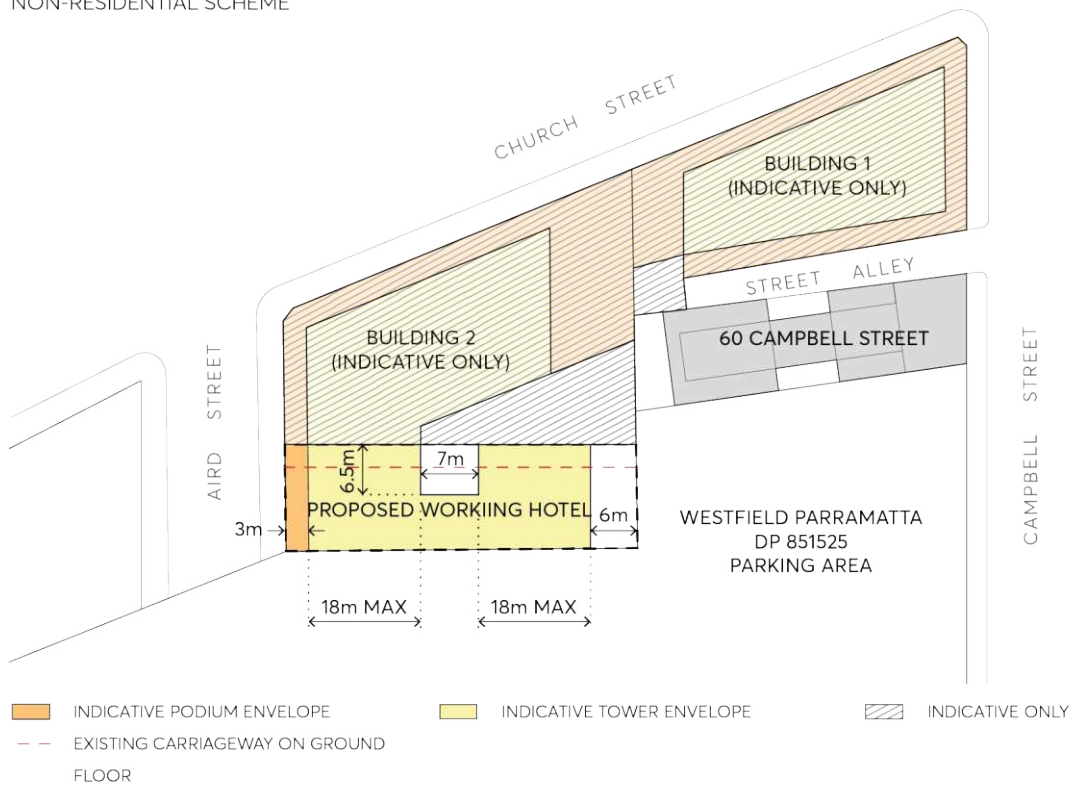 NON-RESIDENTIAL SCHEME
CHURCH STREET
BUILDING 1
(INDICATIVE ONLY)
STREET ALLEY
BUILDING 2
(INDICATIVE ONLY)
60 CAMPBELL STREET
AIRD STREET
CAMPBELL STREET
6.5m
7m
PROPOSED WORKIING HOTEL
3m
6m
WESTFIELD PARRAMATTA
DP 851525
PARKING AREA
18m MAX
18m MAX
INDICATIVE PODIUM ENVELOPE
INDICATIVE TOWER ENVELOPE
INDICATIVE ONLY
EXISTING CARRIAGEWAY ON GROUND
FLOOR